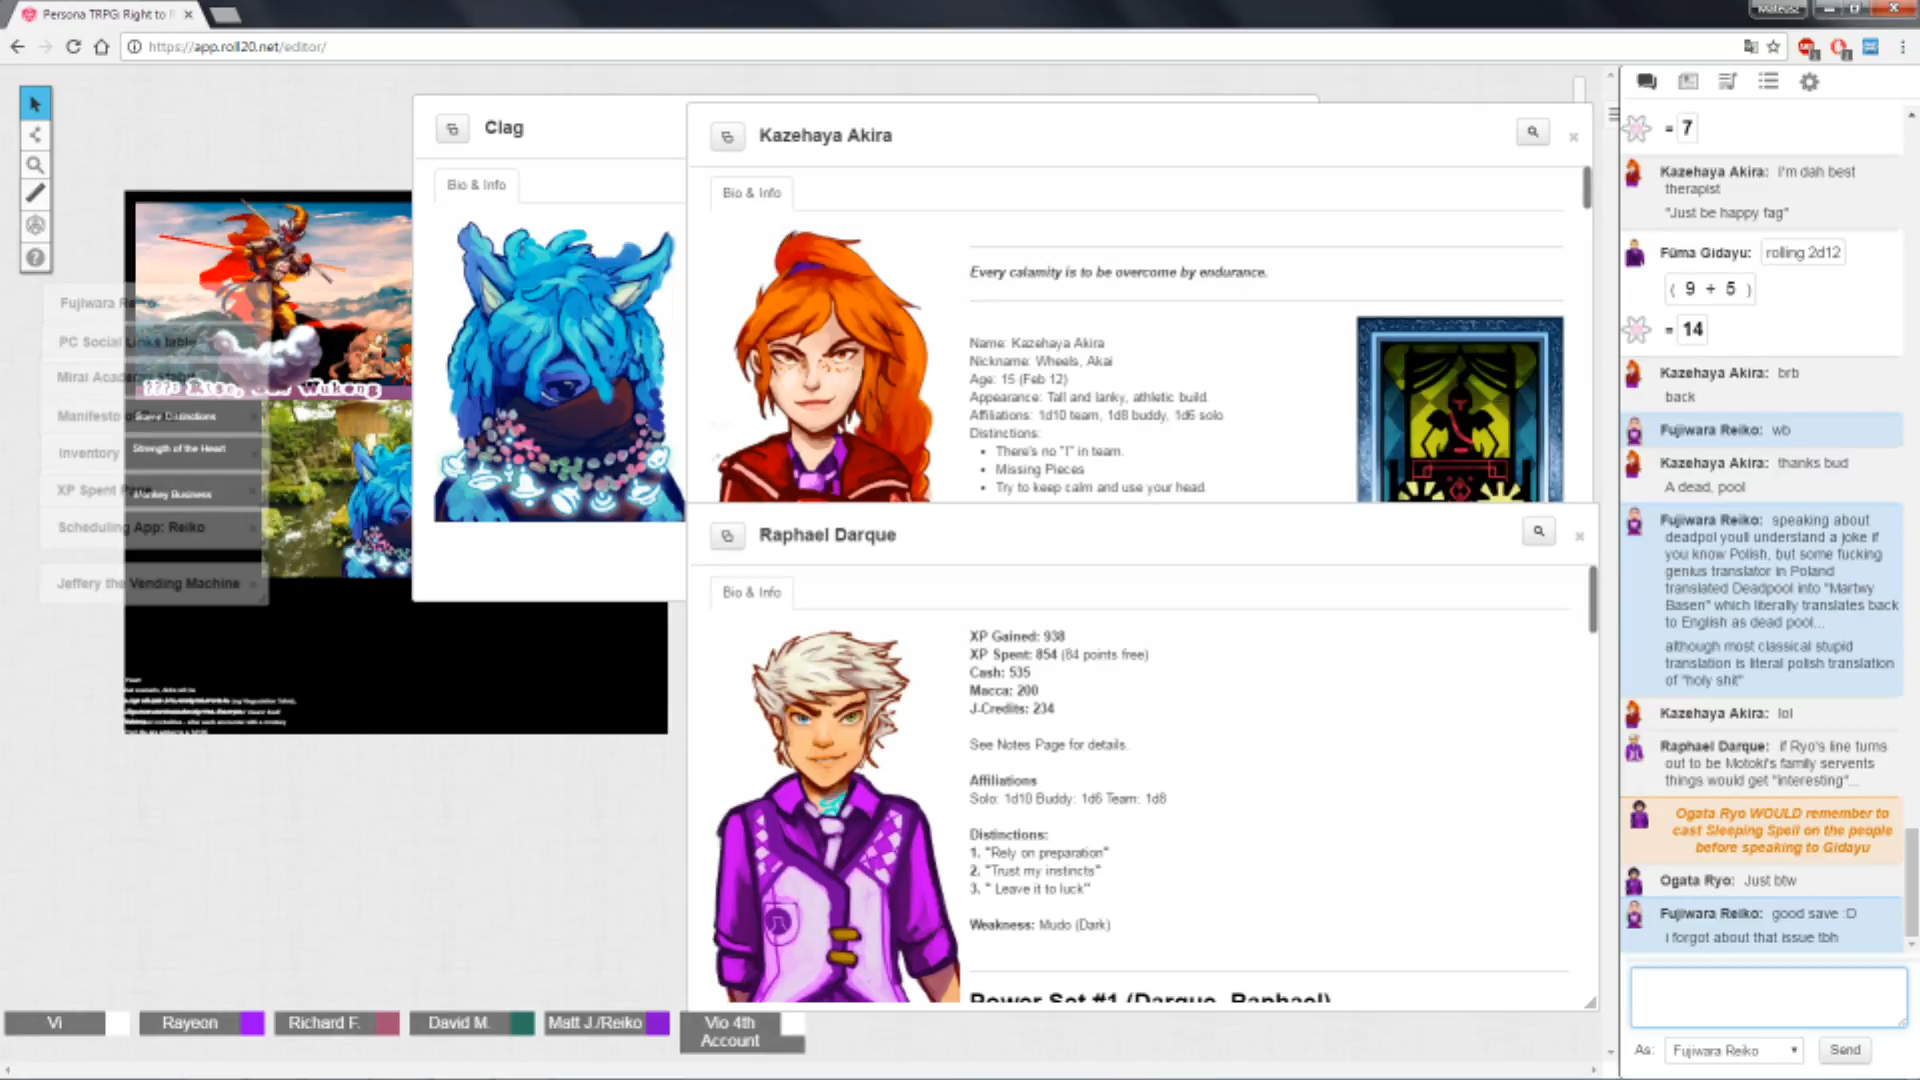 Persona TRPG: Right to
Mateusz
https://app.roll20.net/editor/
Clag
Bio & Info
Kazehaya Akira
Bio & Info
Every calamity is to be overcome by endurance.
Name: Kazehaya Akira
Nickname: Wheels, Akai
Age: 15 (Feb 12)
Appearance: Tall and lanky, athletic build.
Affiliations: 1d10 team, 1d8 buddy, 1d6 solo
Distinctions:
• There's no "I" in team.
• Missing Pieces
• Try to keep calm and use your head.
Raphael Darque
Bio & Info
XP Gained: 938
XP Spent: 854 (84 points free)
Cash: 535
Macca: 200
J-Credits: 234
See Notes Page for details.
Affiliations
Solo: 1d10 Buddy: 1d6 Team: 1d8
Distinctions:
1. "Rely on preparation"
2. "Trust my instincts"
3. " Leave it to luck"
Weakness: Mudo (Dark)
Power Set #1 (Darque, Raphael)
Fujiwara Reiko
PC Social Links table
Mirai Academy
Manifesto
Inventory
XP Spent
Scheduling App: Reiko
Jeffery the Vending Machine
???: Rise, Wukong
Scene Distinctions
Strength of the Heart
Monkey Business
Vi
Rayeon
Richard F.
David M.
Matt J./Reiko
Vio 4th
Account
= 7
Kazehaya Akira: I'm dah best
therapist
"Just be happy fag"
Fūma Gidayu: rolling 2d12
( 9 + 5 )
= 14
Kazehaya Akira: brb
back
Fujiwara Reiko: wb
Kazehaya Akira: thanks bud
A dead, pool
Fujiwara Reiko: speaking about
deadpol youll understand a joke if
you know Polish, but some fucking
genius translator in Poland
translated Deadpool into "Martwy
Basen" which literally translates back
to English as dead pool...
although most classical stupid
translation is literal polish translation
of "holy shit"
Kazehaya Akira: lol
Raphael Darque: if Ryo's line turns
out to be Motoki's family servents
things would get "interesting"...
Ogata Ryo WOULD remember to
cast Sleeping Spell on the people
before speaking to Gidayu
Ogata Ryo: Just btw
Fujiwara Reiko: good save :D
i forgot about that issue tbh
As: Fujiwara Reiko
Send